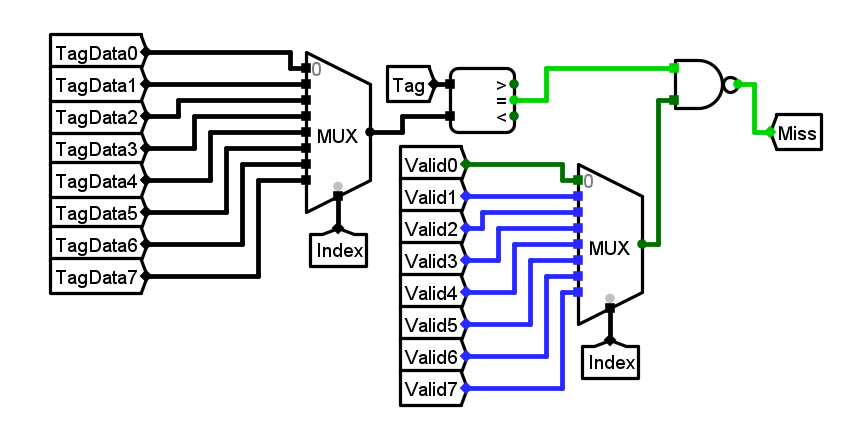 TagData0
TagData1
TagData2
TagData3
TagData4
TagData5
TagData6
TagData7
0
MUX
Index
Tag
>
=
<
Valid0
Valid1
Valid2
Valid3
Valid4
Valid5
Valid6
Valid7
0
MUX
Index
Miss